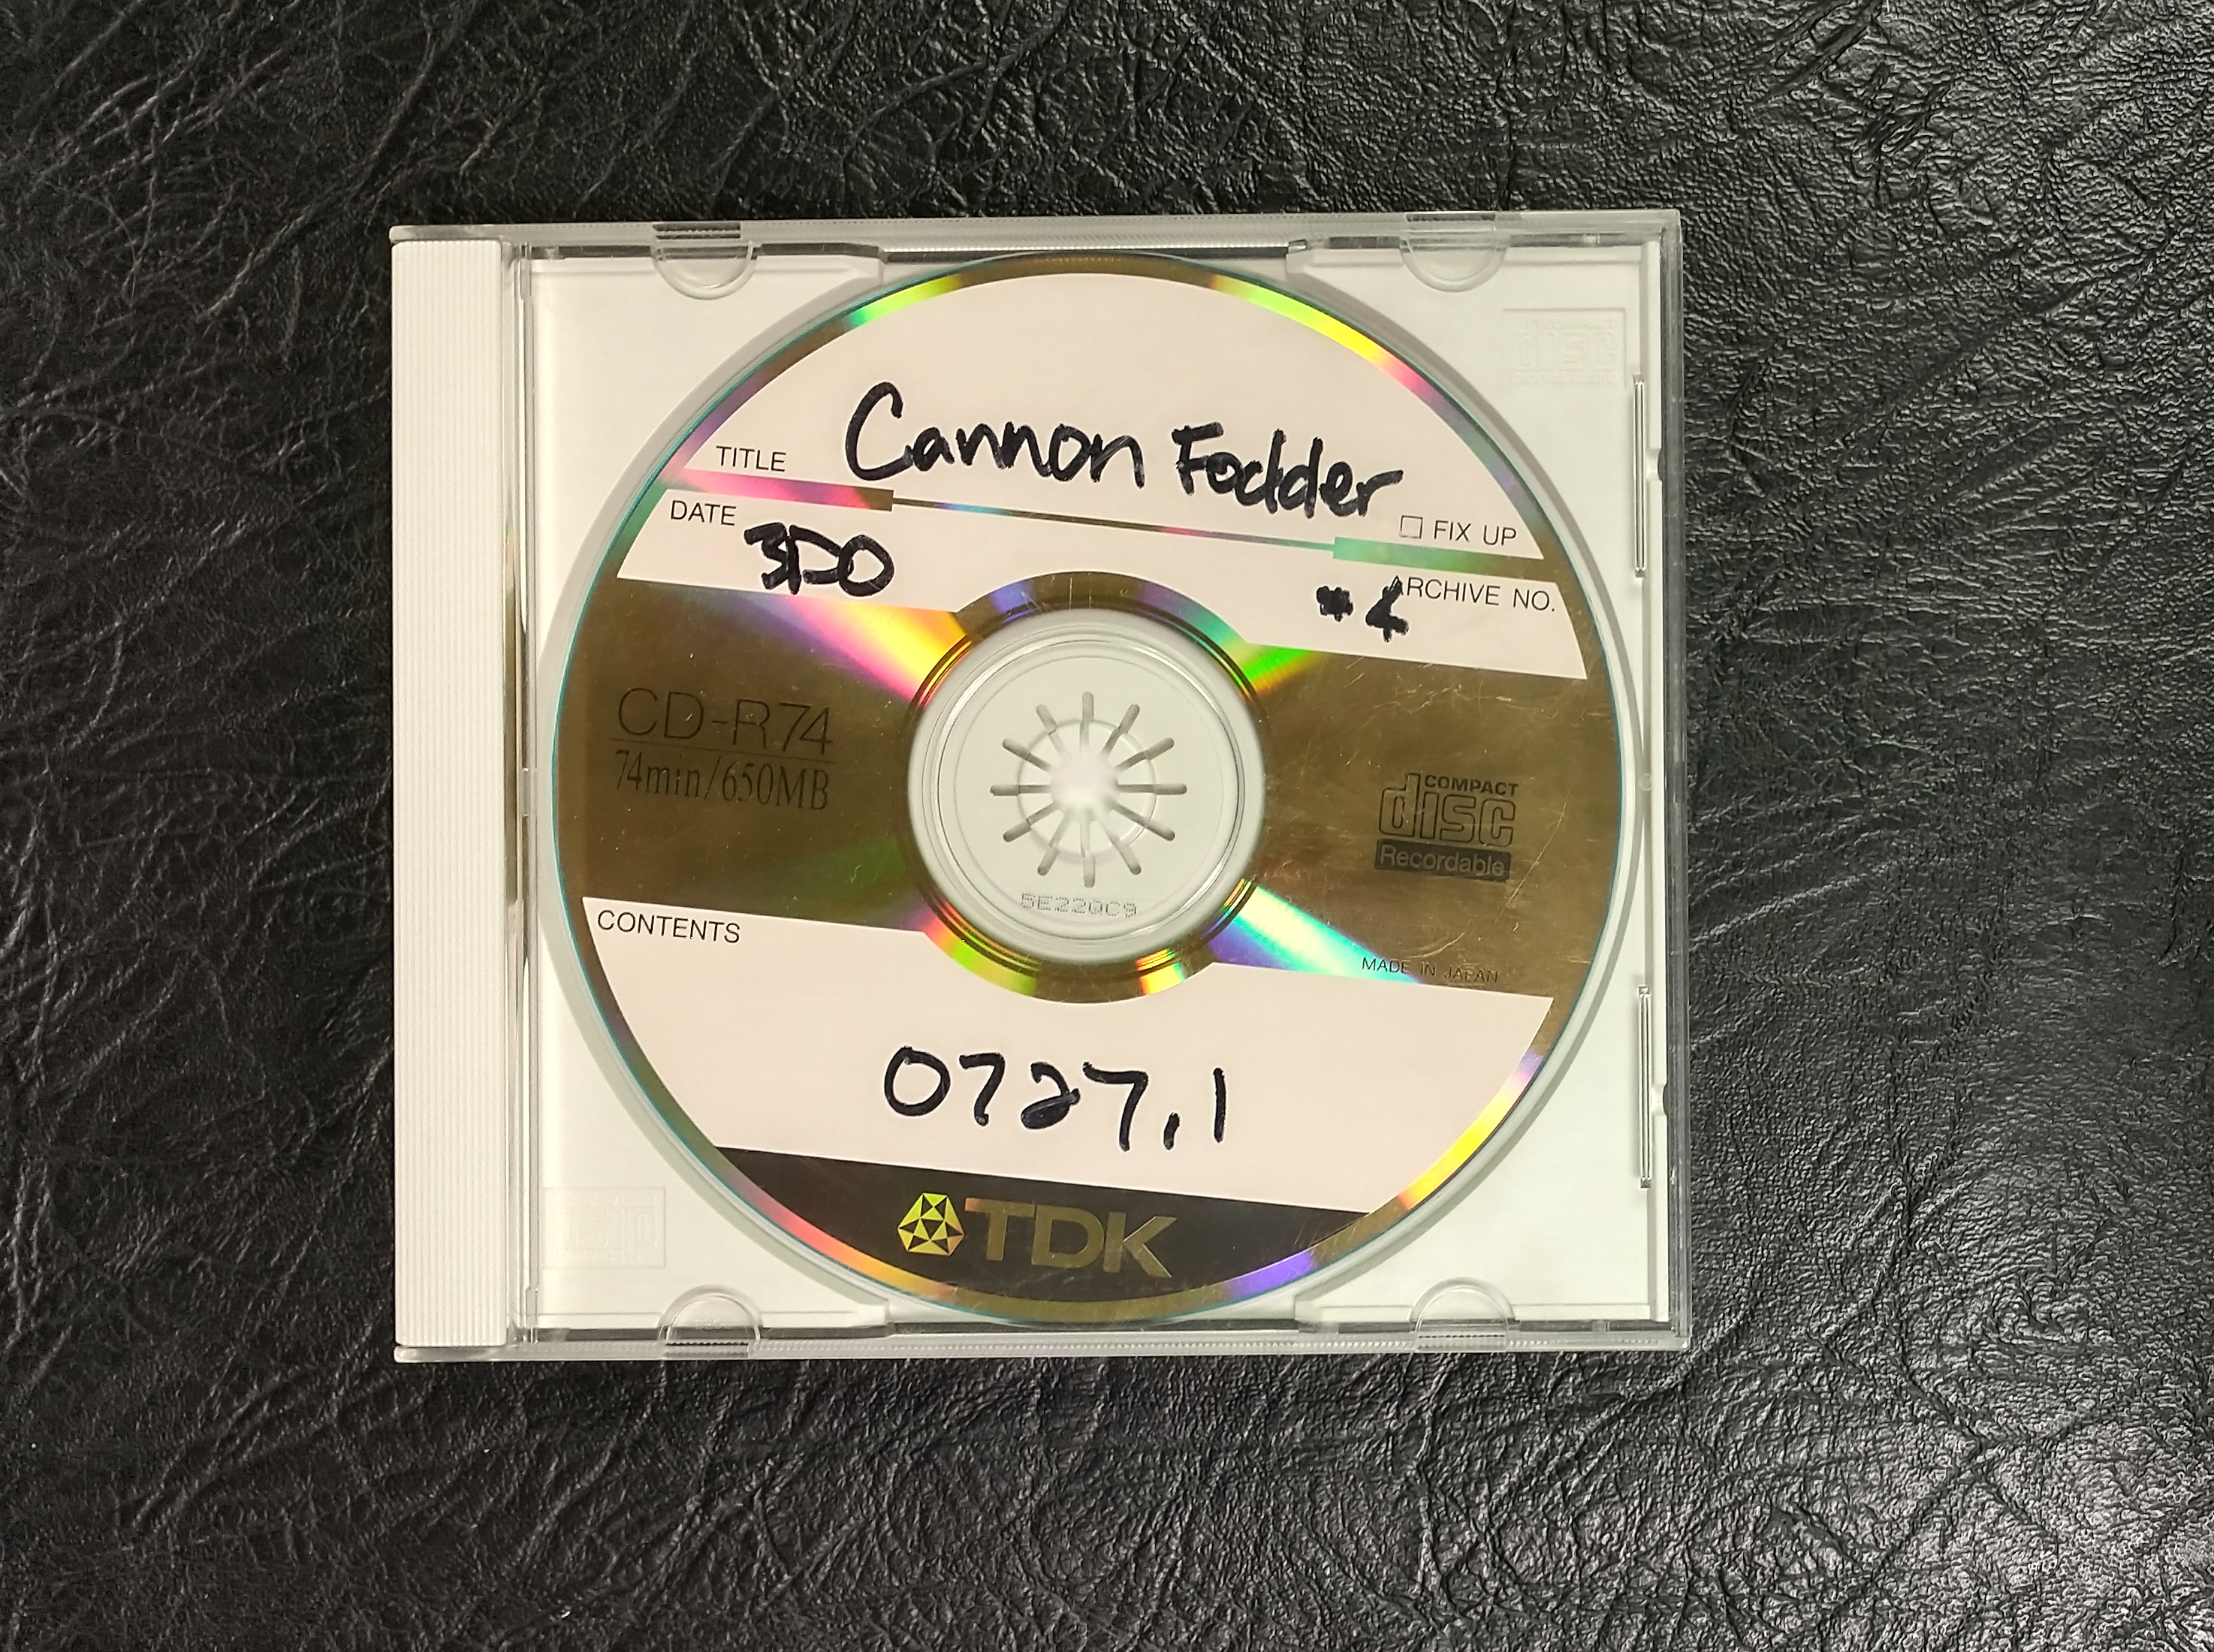 TITLE Cannon Fodder
□ FIX UP
DATE 3DO
ARCHIVE NO.
CD-R74
74min/650MB
COMPACT
disc
Recordable
5E22QC9
CONTENTS
MADE IN JAPAN
0727.1
TDK